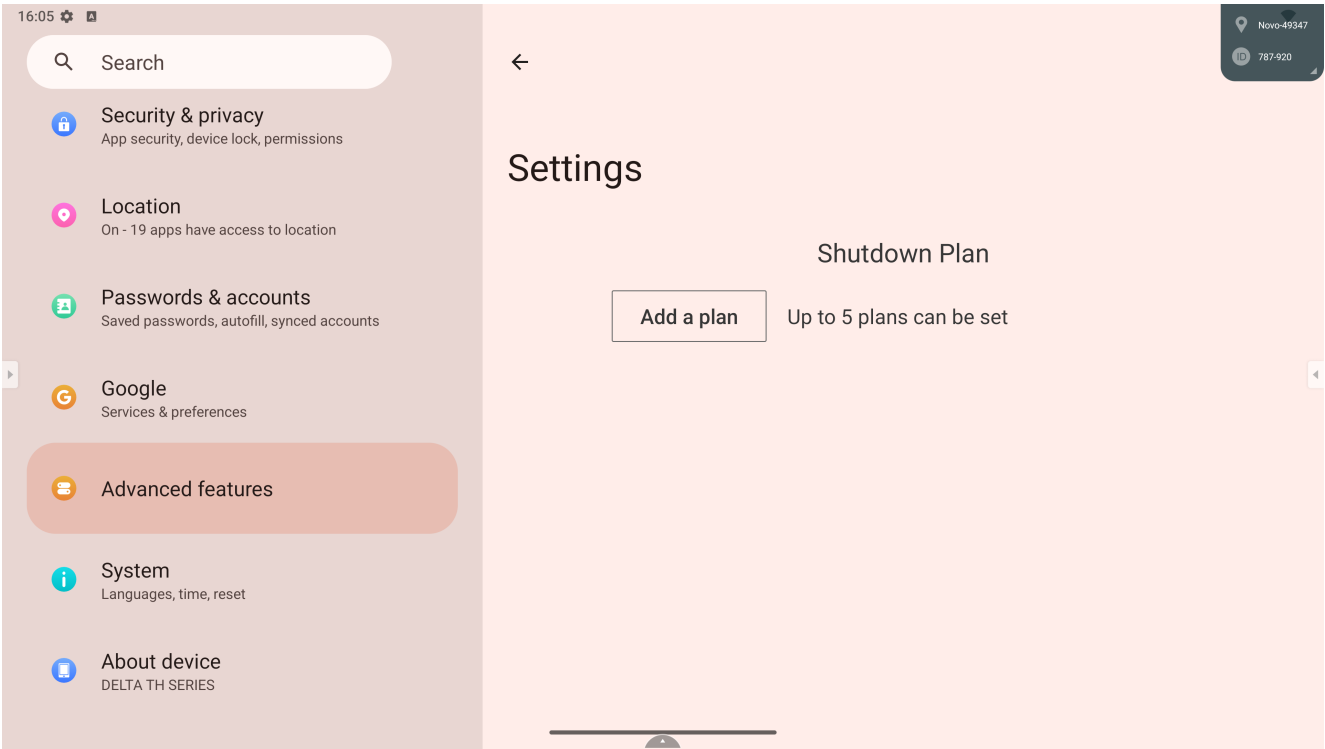 16:05
Search
Security & privacy
App security, device lock, permissions
Location
On - 19 apps have access to location
Passwords & accounts
Saved passwords, autofill, synced accounts
Google
Services & preferences
Advanced features
System
Languages, time, reset
About device
DELTA TH SERIES
Settings
Shutdown Plan
Add a plan
Up to 5 plans can be set
Novo-49347
ID
787-920